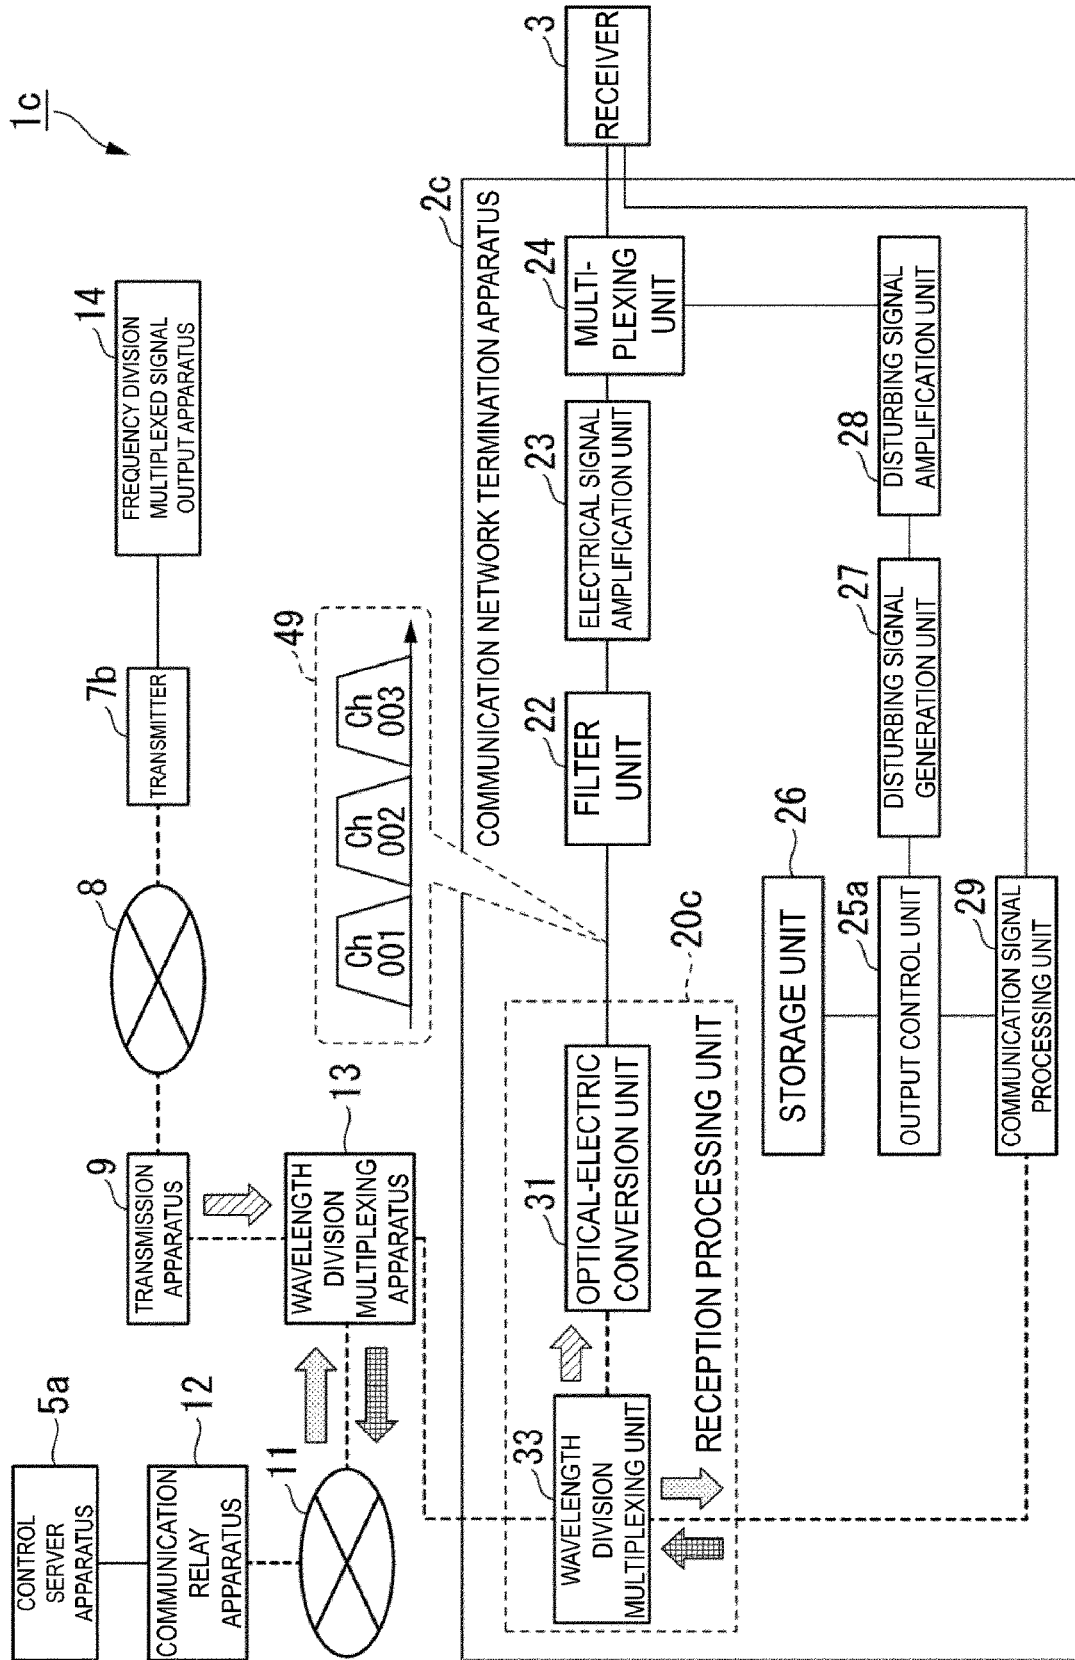 1c
CONTROL
SERVER
APPARATUS
5a
COMMUNICATION
RELAY
APPARATUS
12
11
TRANSMISSION
APPARATUS
9
8
TRANSMITTER
7b
FREQUENCY DIVISION
MULTIPLEXED SIGNAL
OUTPUT APPARATUS
14
WAVELENGTH
DIVISION
MULTIPLEXING
APPARATUS
13
49
Ch
001
Ch
002
Ch
003
COMMUNICATION NETWORK TERMINATION APPARATUS
2c
WAVELENGTH
DIVISION
MULTIPLEXING UNIT
33
OPTICAL-ELECTRIC
CONVERSION UNIT
31
RECEPTION PROCESSING UNIT
20c
FILTER
UNIT
22
ELECTRICAL SIGNAL
AMPLIFICATION UNIT
23
MULTI-
PLEXING
UNIT
24
RECEIVER
3
STORAGE UNIT
26
OUTPUT CONTROL UNIT
25a
DISTURBING SIGNAL
GENERATION UNIT
27
DISTURBING SIGNAL
AMPLIFICATION UNIT
28
COMMUNICATION SIGNAL
PROCESSING UNIT
29